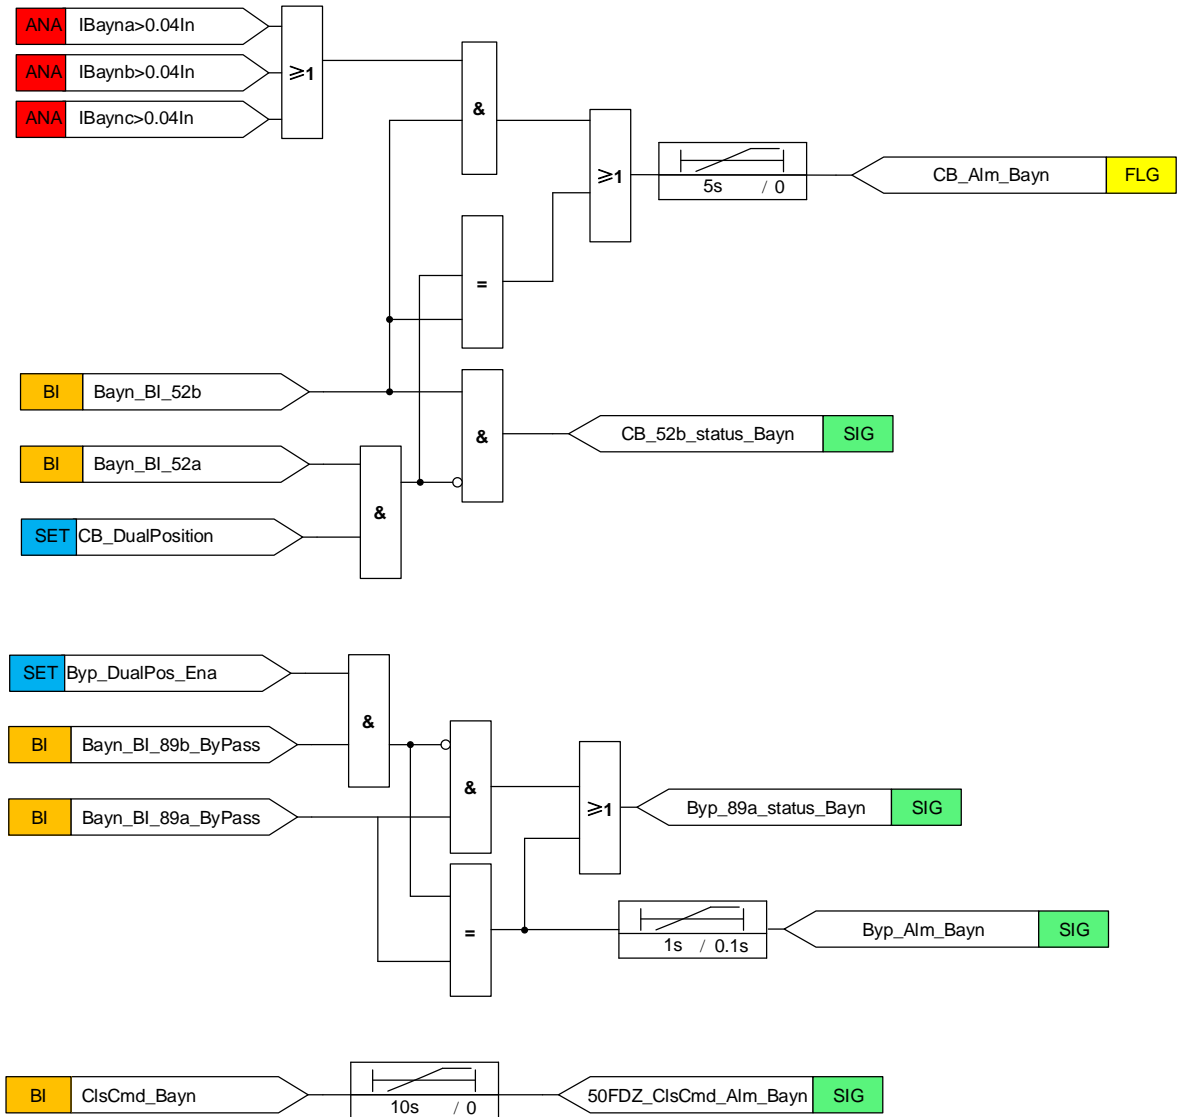 ANA IBayna>0.04In
ANA IBaynb>0.04In
ANA IBaync>0.04In
≥1
&
≥1
5s / 0
CB_Alm_Bayn FLG
=
BI Bayn_BI_52b
&
CB_52b_status_Bayn SIG
BI Bayn_BI_52a
&
SET CB_DualPosition
SET Byp_DualPos_Ena
&
BI Bayn_BI_89b_ByPass
&
BI Bayn_BI_89a_ByPass
≥1
Byp_89a_status_Bayn SIG
=
1s / 0.1s
Byp_Alm_Bayn SIG
BI ClsCmd_Bayn
10s / 0
50FDZ_ClsCmd_Alm_Bayn SIG